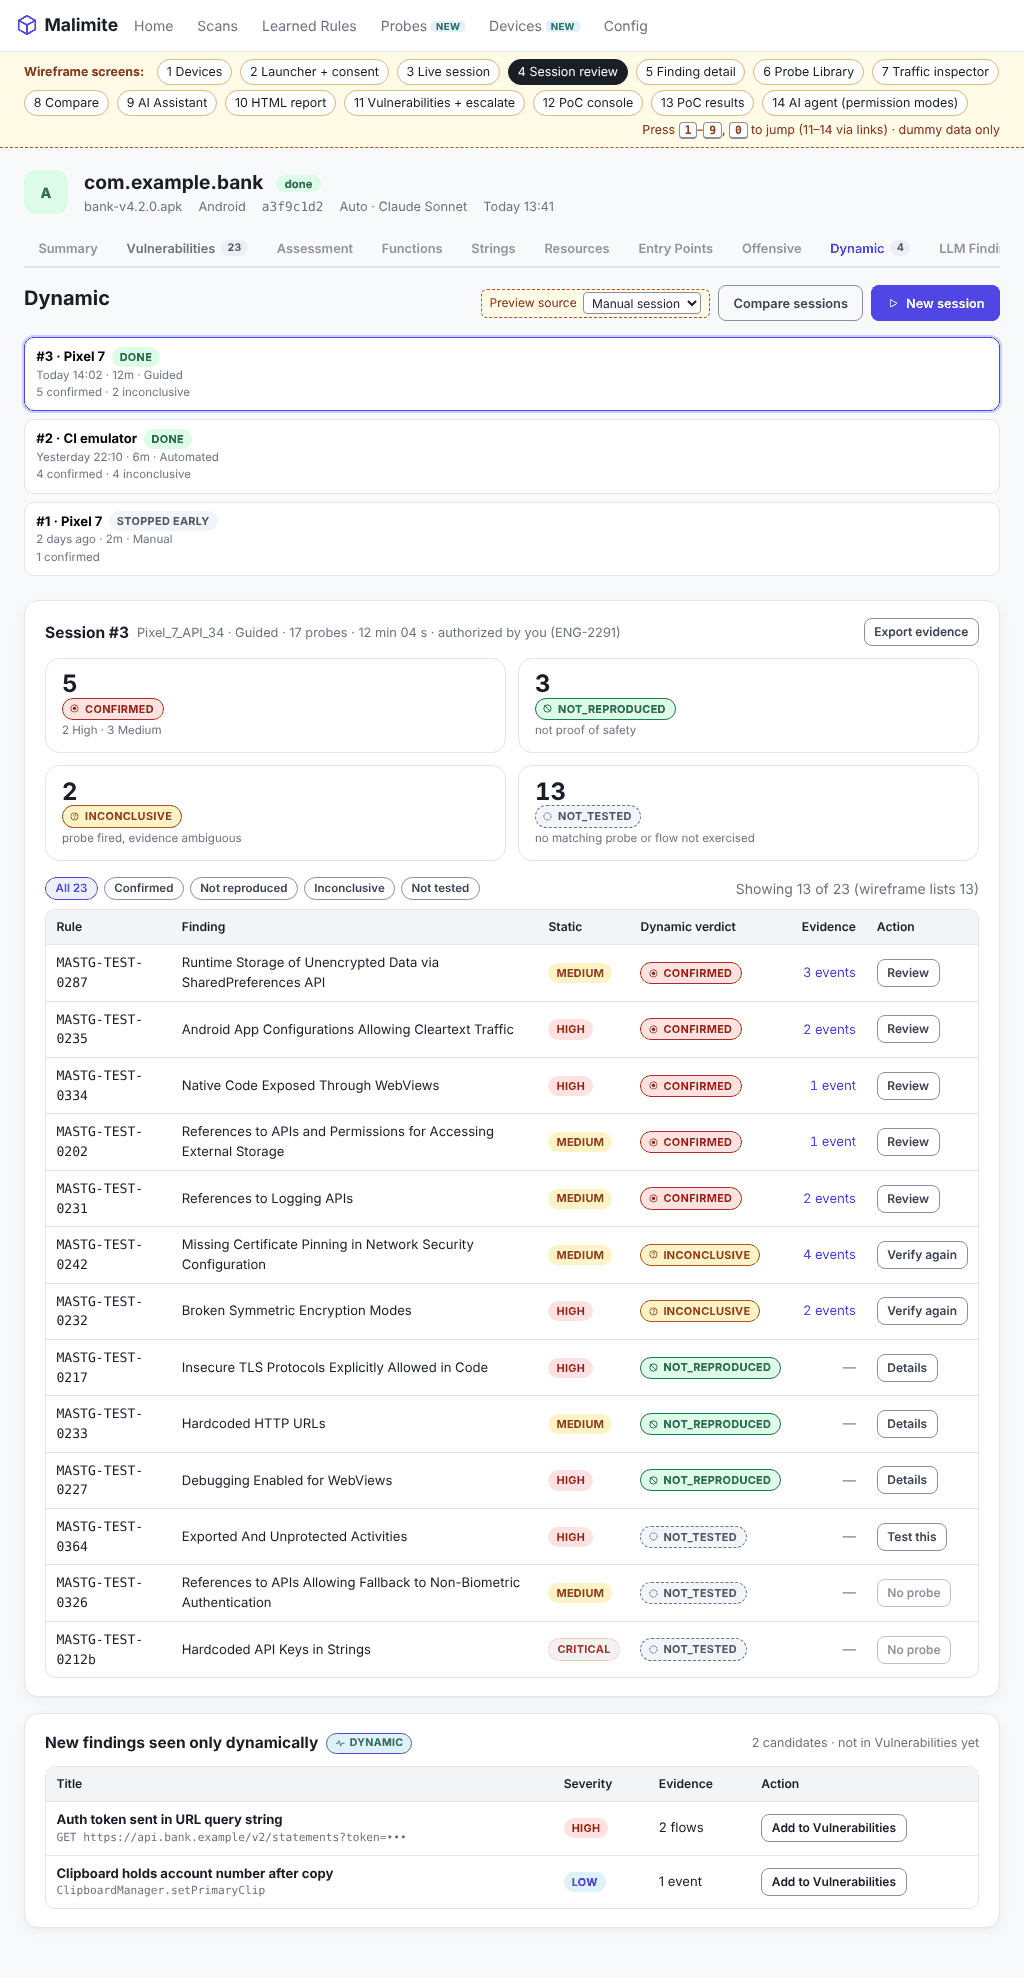 Malimite Home Scans Learned Rules Probes NEW Devices NEW Config
Wireframe screens: 1 Devices 2 Launcher + consent 3 Live session 4 Session review 5 Finding detail 6 Probe Library 7 Traffic inspector
8 Compare 9 AI Assistant 10 HTML report 11 Vulnerabilities + escalate 12 PoC console 13 PoC results 14 AI agent (permission modes)
Press 1–9, 0 to jump (11–14 via links) · dummy data only
A
com.example.bank done
bank-v4.2.0.apk Android a3f9c1d2 Auto · Claude Sonnet Today 13:41
Summary Vulnerabilities 23 Assessment Functions Strings Resources Entry Points Offensive Dynamic 4 LLM Findi
Dynamic Preview source Manual session Compare sessions New session
#3 · Pixel 7 DONE
Today 14:02 · 12m · Guided
5 confirmed · 2 inconclusive
#2 · CI emulator DONE
Yesterday 22:10 · 6m · Automated
4 confirmed · 4 inconclusive
#1 · Pixel 7 STOPPED EARLY
2 days ago · 2m · Manual
1 confirmed
Session #3 Pixel_7_API_34 · Guided · 17 probes · 12 min 04 s · authorized by you (ENG-2291) Export evidence
5
CONFIRMED
2 High · 3 Medium
3
NOT_REPRODUCED
not proof of safety
2
INCONCLUSIVE
probe fired, evidence ambiguous
13
NOT_TESTED
no matching probe or flow not exercised
All 23 Confirmed Not reproduced Inconclusive Not tested Showing 13 of 23 (wireframe lists 13)
Rule Finding Static Dynamic verdict Evidence Action
MASTG-TEST-
0287
Runtime Storage of Unencrypted Data via
SharedPreferences API
MEDIUM CONFIRMED 3 events Review
MASTG-TEST-
0235
Android App Configurations Allowing Cleartext Traffic HIGH CONFIRMED 2 events Review
MASTG-TEST-
0334
Native Code Exposed Through WebViews HIGH CONFIRMED 1 event Review
MASTG-TEST-
0202
References to APIs and Permissions for Accessing
External Storage
MEDIUM CONFIRMED 1 event Review
MASTG-TEST-
0231
References to Logging APIs MEDIUM CONFIRMED 2 events Review
MASTG-TEST-
0242
Missing Certificate Pinning in Network Security
Configuration
MEDIUM INCONCLUSIVE 4 events Verify again
MASTG-TEST-
0232
Broken Symmetric Encryption Modes HIGH INCONCLUSIVE 2 events Verify again
MASTG-TEST-
0217
Insecure TLS Protocols Explicitly Allowed in Code HIGH NOT_REPRODUCED — Details
MASTG-TEST-
0233
Hardcoded HTTP URLs MEDIUM NOT_REPRODUCED — Details
MASTG-TEST-
0227
Debugging Enabled for WebViews HIGH NOT_REPRODUCED — Details
MASTG-TEST-
0364
Exported And Unprotected Activities HIGH NOT_TESTED — Test this
MASTG-TEST-
0326
References to APIs Allowing Fallback to Non-Biometric
Authentication
MEDIUM NOT_TESTED — No probe
MASTG-TEST-
0212b
Hardcoded API Keys in Strings CRITICAL NOT_TESTED — No probe
New findings seen only dynamically DYNAMIC 2 candidates · not in Vulnerabilities yet
Title Severity Evidence Action
Auth token sent in URL query string
GET https://api.bank.example/v2/statements?token=•••
HIGH 2 flows Add to Vulnerabilities
Clipboard holds account number after copy
ClipboardManager.setPrimaryClip
LOW 1 event Add to Vulnerabilities